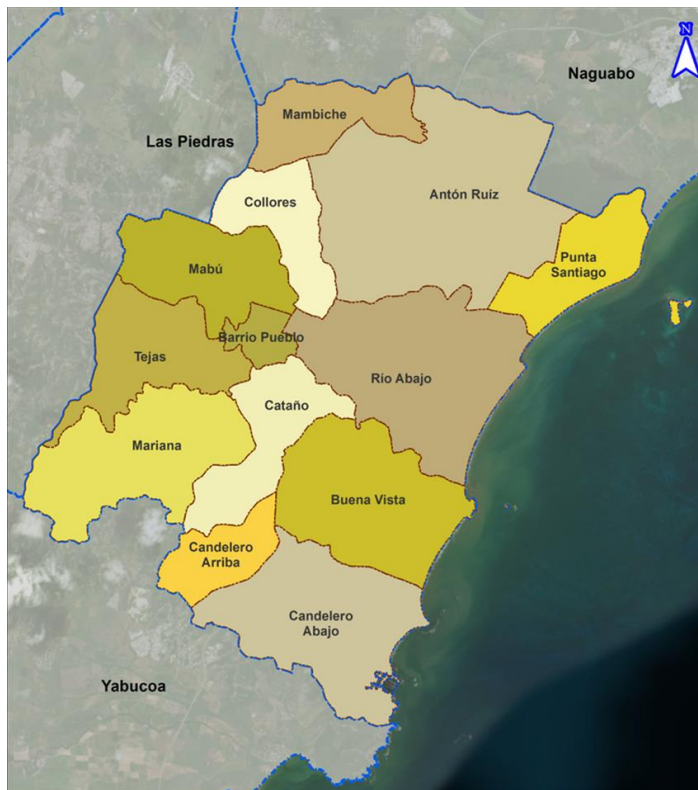 N
Naguabo
Mambiche
Las Piedras
Antón Ruíz
Collores
Punta
Santiago
Mabú
Barrio Pueblo
Tejas
Río Abajo
Cataño
Mariana
Buena Vista
Candelero
Arriba
Candelero
Abajo
Yabucoa